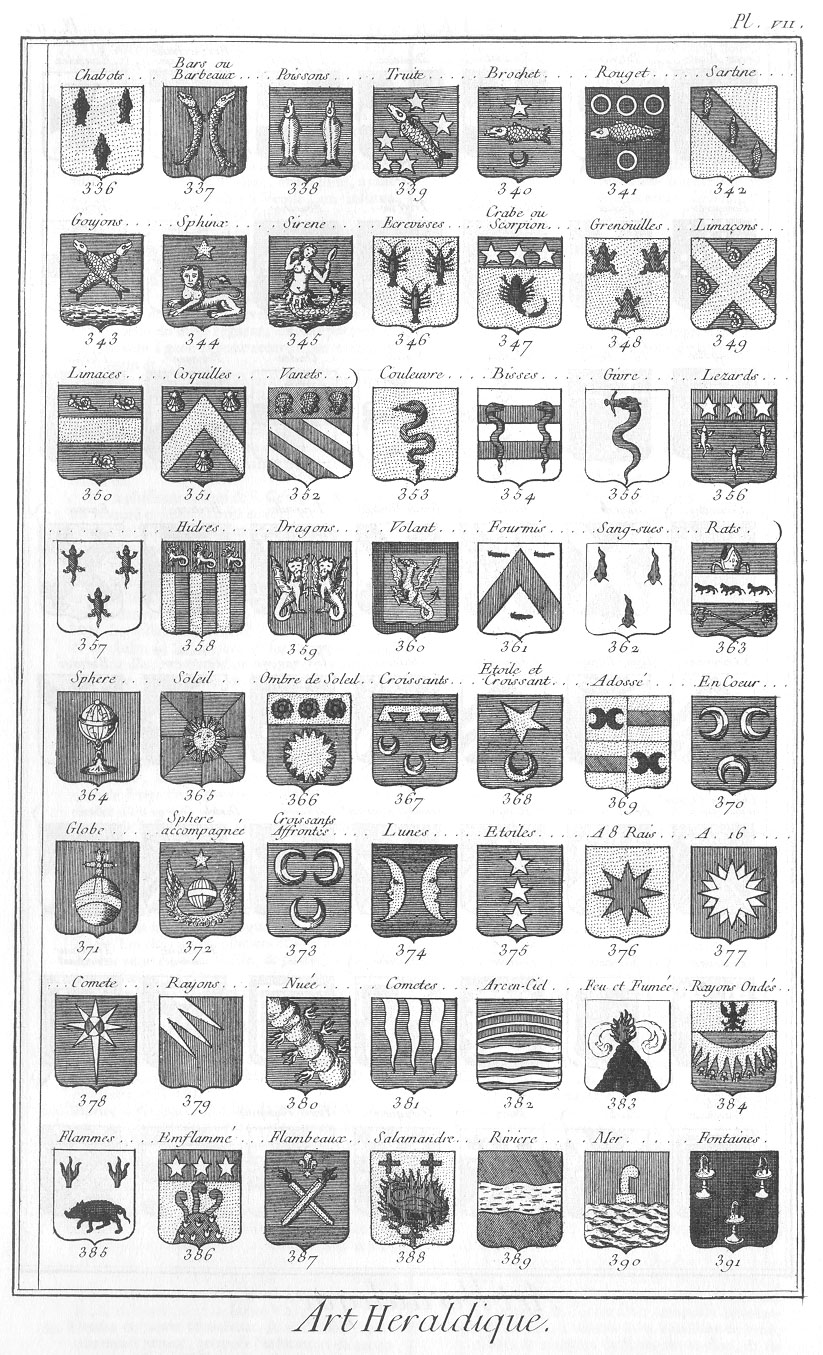 Pl. VII.
Chabots . . . Bars ou Barbeaux . . . Poissons . . . . Truite . . . . . Brochet . . . . . Rouget . . . . . Sartine . . .
336 337 338 339 340 341 342
Goujons . . . . Sphinx . . . . Sirene . . . . Ecrevisses . . . . Crabe ou Scorpion . . . . Grenouilles . . . Limaçons . . .
343 344 345 346 347 348 349
Limaces . . . . Coquilles . . . . Vanets . . .) Couleuvre . . . . Bisses . . . . . Givre . . . . . Lezards . . .
350 351 352 353 354 355 356
. . . . . . . . . Hidres . . . . . Dragons . . . . Volant . . . . . Fourmis . . . . Sang-sues . . . . Rats . )
357 358 359 360 361 362 363
Sphere . . . . . Soleil . . . . Ombre de Soleil . . Croissants . . . Etoile et Croissant . . . . Adossé . . . . En Coeur . . .
364 365 366 367 368 369 370
Globe . . . . Sphere accompagnée Croissants Affrontés . . . . Lunes . . . . . Etoiles . . . . . A 8 Rais . . . . A . 16 . . . .
371 372 373 374 375 376 377
. . . Comete . . . . Rayons . . . . . Nuée . . . . . Cometes . . . . Arc en Ciel . . . Feu et Fumée . . Rayons Ondés . .
378 379 380 381 382 383 384
Flammes . . . . Emflammé . . . Flambeaux . . Salamandre . . . . Riviere . . . . . Mer . . . . . . Fontaines .
385 386 387 388 389 390 391
Art Heraldique.